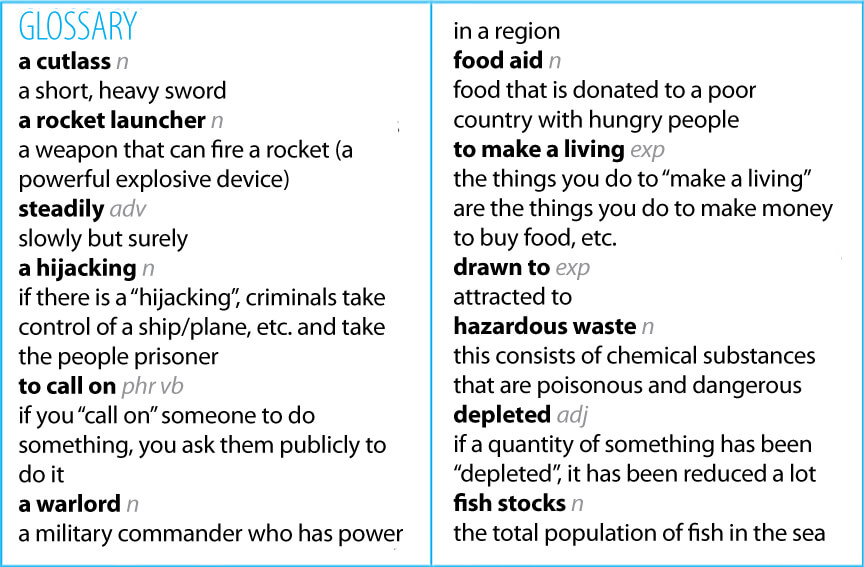 GLOSSARY
a cutlass n
a short, heavy sword
a rocket launcher n
a weapon that can fire a rocket (a
powerful explosive device)
steadily adv
slowly but surely
a hijacking n
if there is a “hijacking”, criminals take
control of a ship/plane, etc. and take
the people prisoner
to call on phr vb
if you “call on” someone to do
something, you ask them publicly to
do it
a warlord n
a military commander who has power
in a region
food aid n
food that is donated to a poor
country with hungry people
to make a living exp
the things you do to “make a living”
are the things you do to make money
to buy food, etc.
drawn to exp
attracted to
hazardous waste n
this consists of chemical substances
that are poisonous and dangerous
depleted adj
if a quantity of something has been
“depleted”, it has been reduced a lot
fish stocks n
the total population of fish in the sea